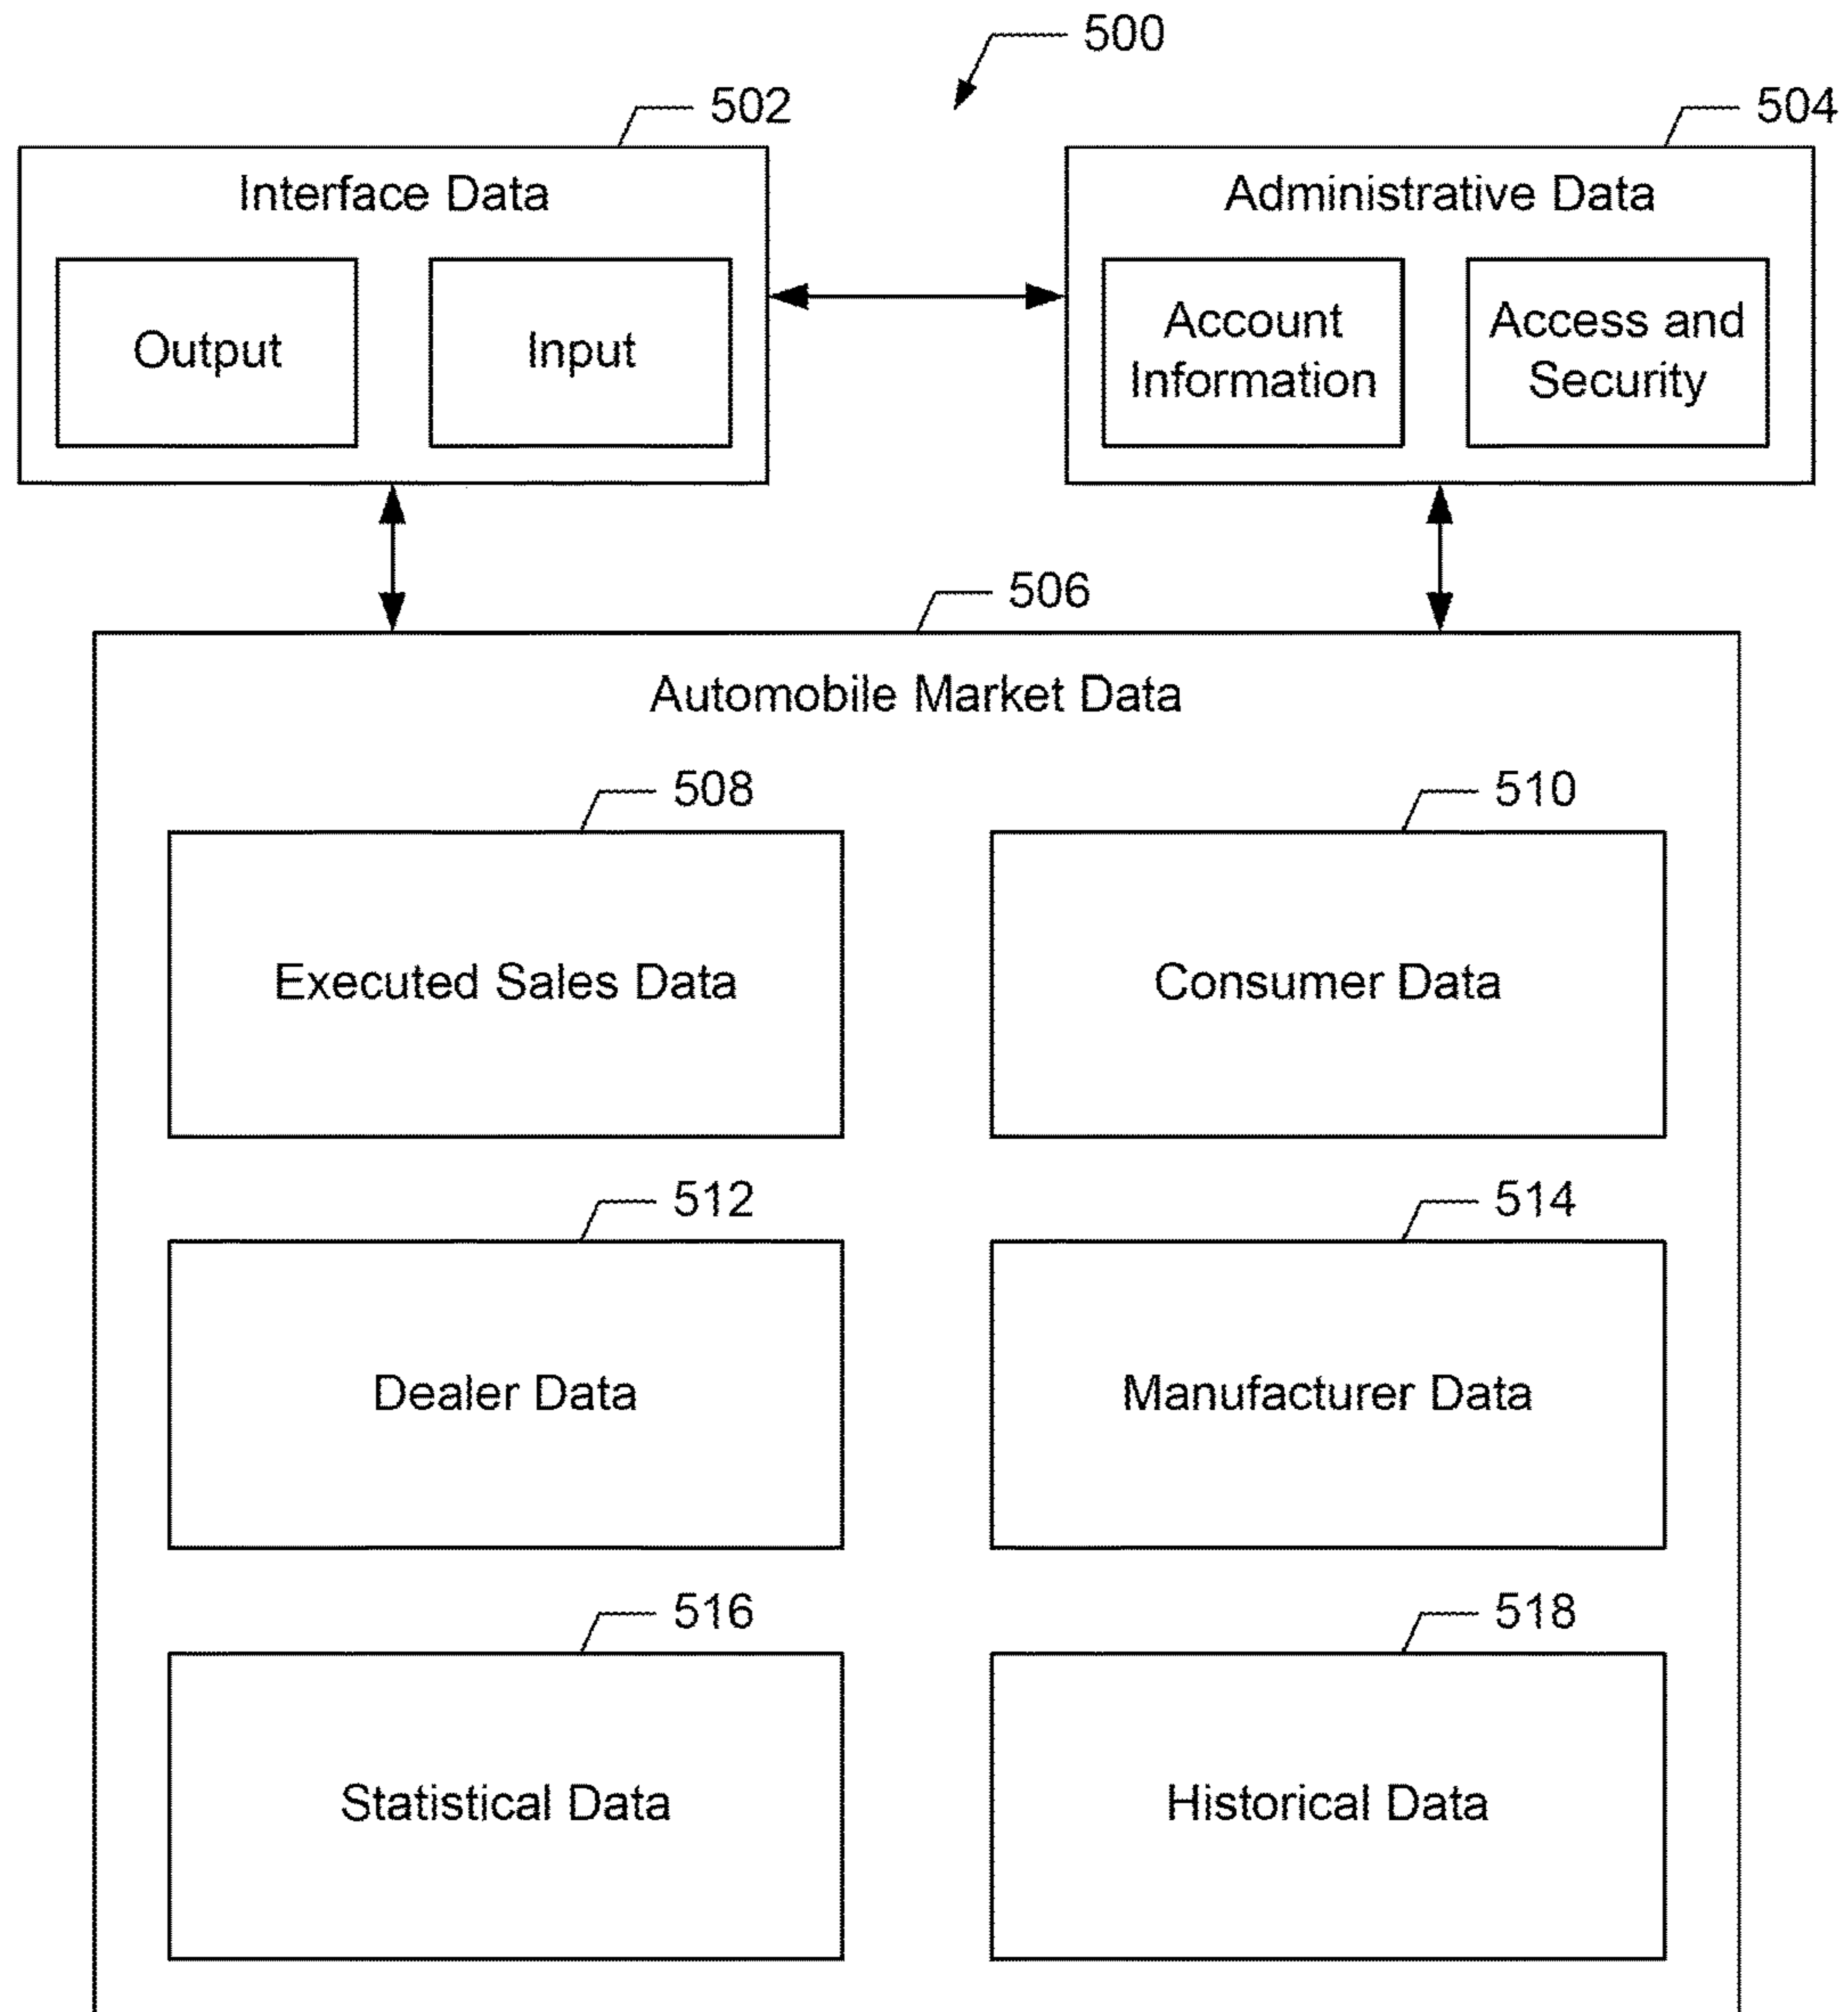 500
502
504
Interface Data
Administrative Data
Output
Input
Account
Information
Access and
Security
506
Automobile Market Data
508
510
Executed Sales Data
Consumer Data
512
514
Dealer Data
Manufacturer Data
516
518
Statistical Data
Historical Data